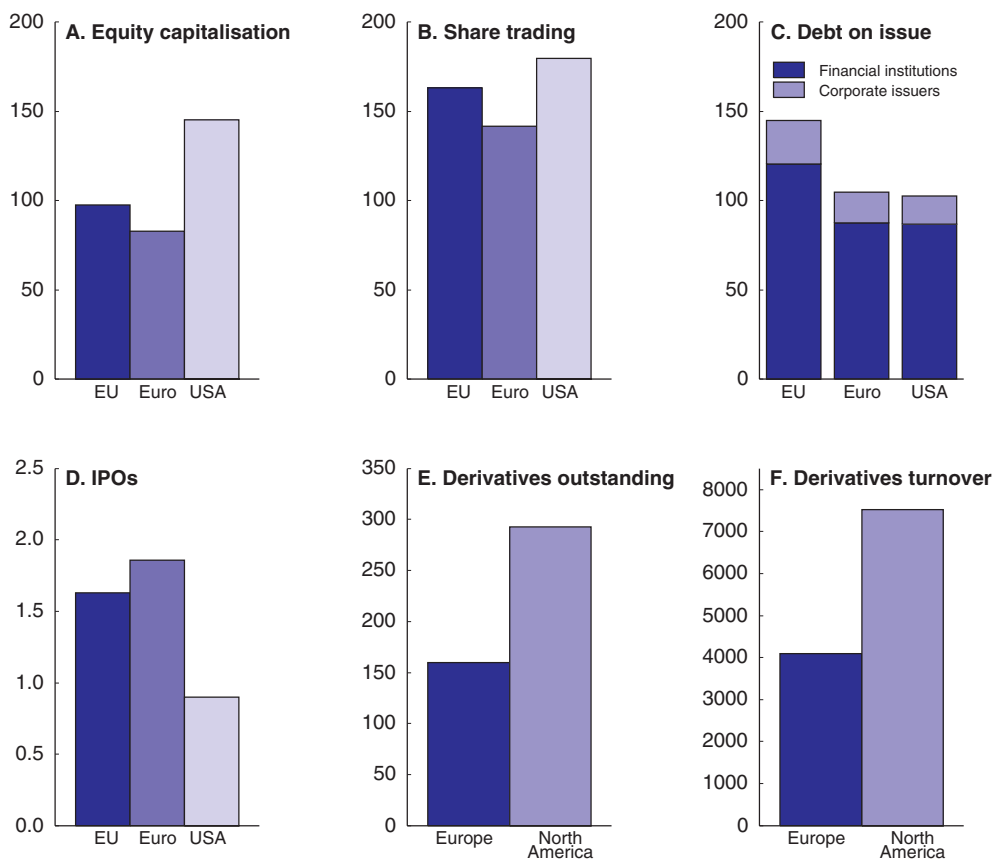 A. Equity capitalisation
200
150
100
50
0
EU Euro USA
B. Share trading
200
150
100
50
0
EU Euro USA
C. Debt on issue
Financial institutions
Corporate issuers
200
150
100
50
0
EU Euro USA
D. IPOs
2.5
2.0
1.5
1.0
0.5
0.0
EU Euro USA
E. Derivatives outstanding
350
300
250
200
150
100
50
0
Europe North
America
F. Derivatives turnover
8000
7000
6000
5000
4000
3000
2000
1000
0
Europe North
America